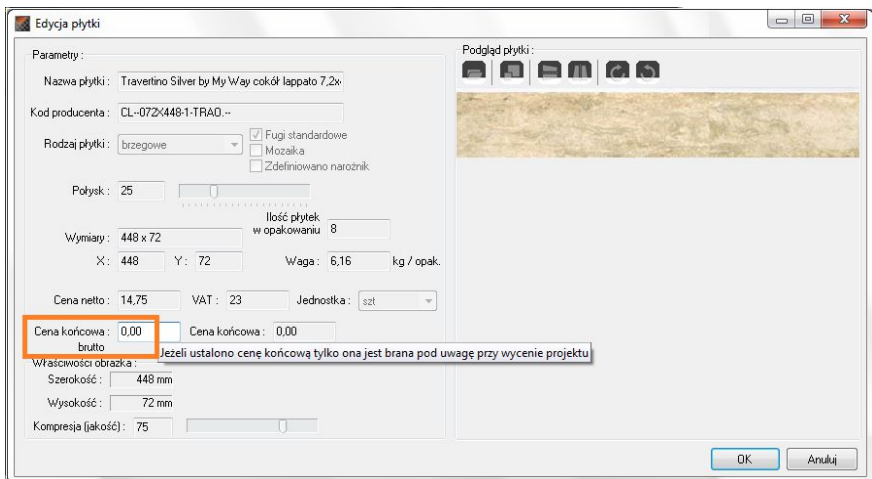 Edycja płytki
Parametry :
Nazwa płytki : Travertino Silver by My Way cokół lappato 7,2x
Kod producenta : CL--072X448-1-TRAO.--
Rodzaj płytki : brzegowe
Fugi standardowe
Mozaika
Zdefiniowano narożnik
Połysk : 25
Ilość płytek
w opakowaniu 8
Wymiary : 448 x 72
X : 448 Y : 72 Waga : 6,16 kg / opak.
Cena netto : 14,75 VAT : 23 Jednostka : szt
Cena końcowa : 0,00 Cena końcowa : 0,00
brutto
Jeżeli ustalono cenę końcową tylko ona jest brana pod uwagę przy wycenie projektu
Właściwości obrazka :
Szerokość : 448 mm
Wysokość : 72 mm
Kompresja (jakość) : 75
Podgląd płytki :
OK Anuluj